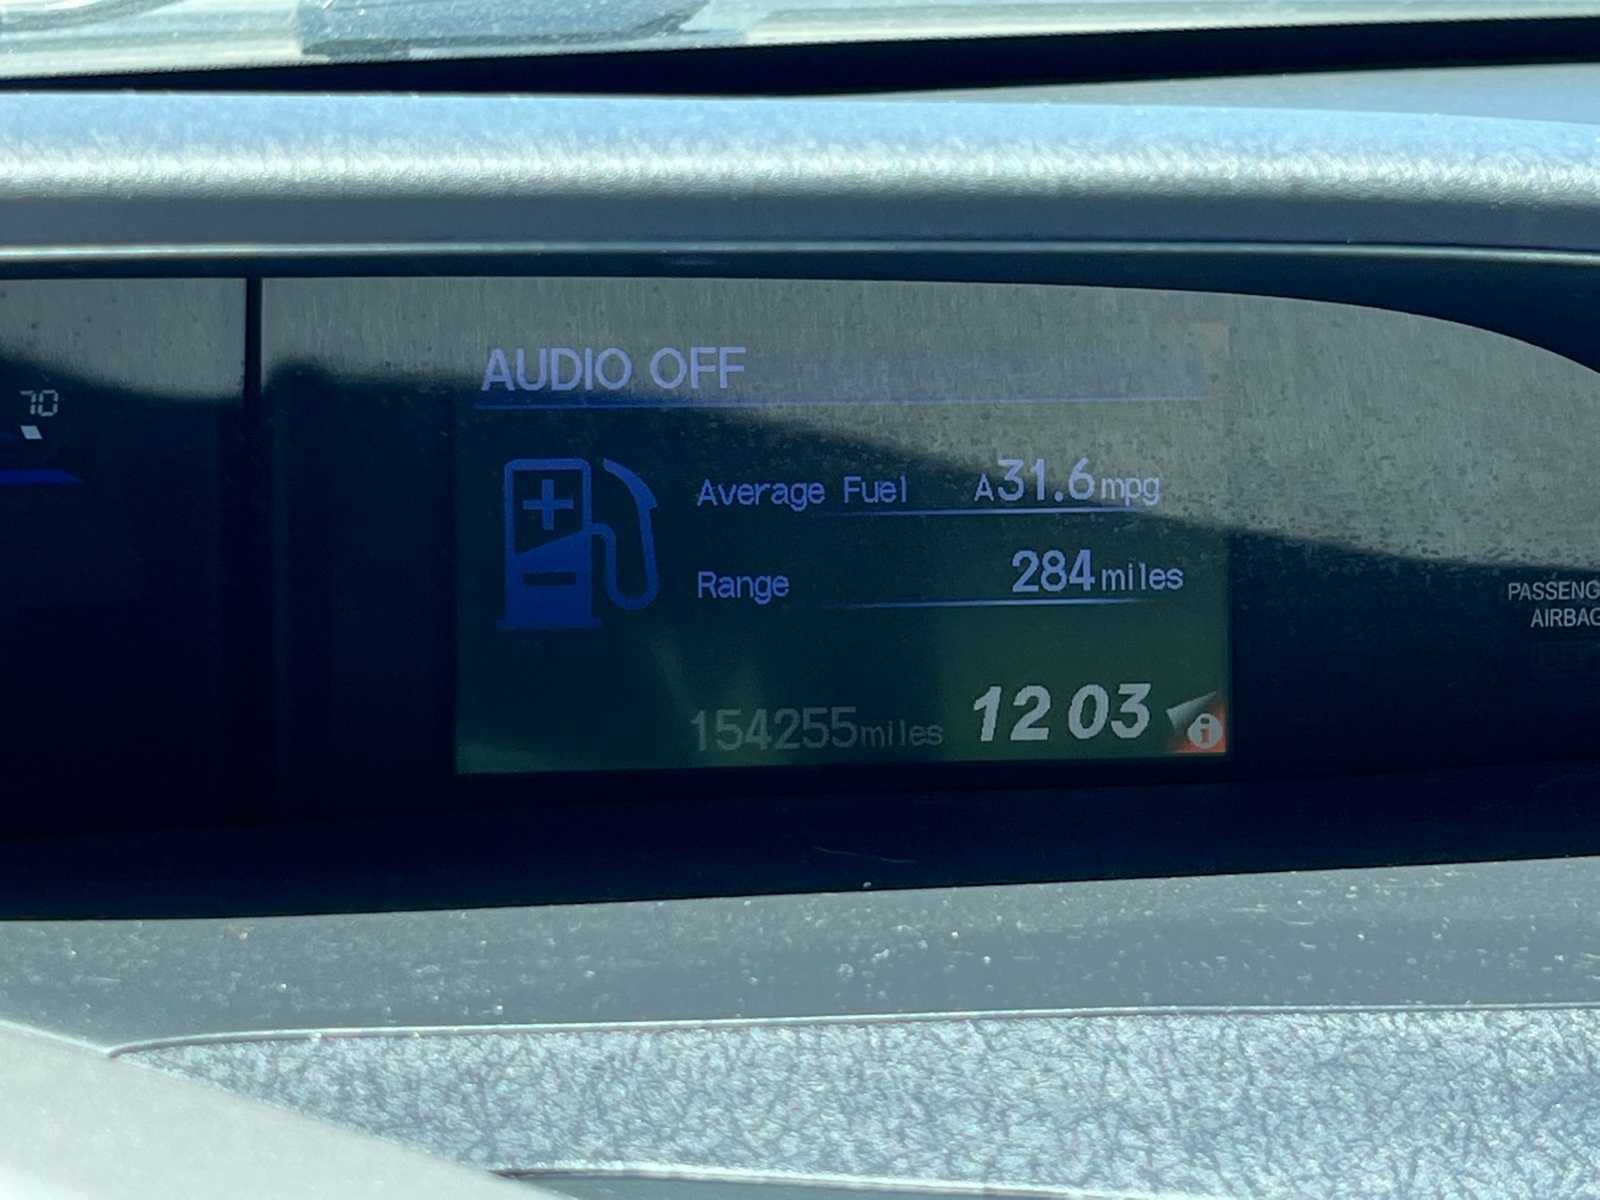 AUDIO OFF
70
Average Fuel A31.6mpg
Range 284miles
PASSENG
AIRBAG
154255miles 12 03
i